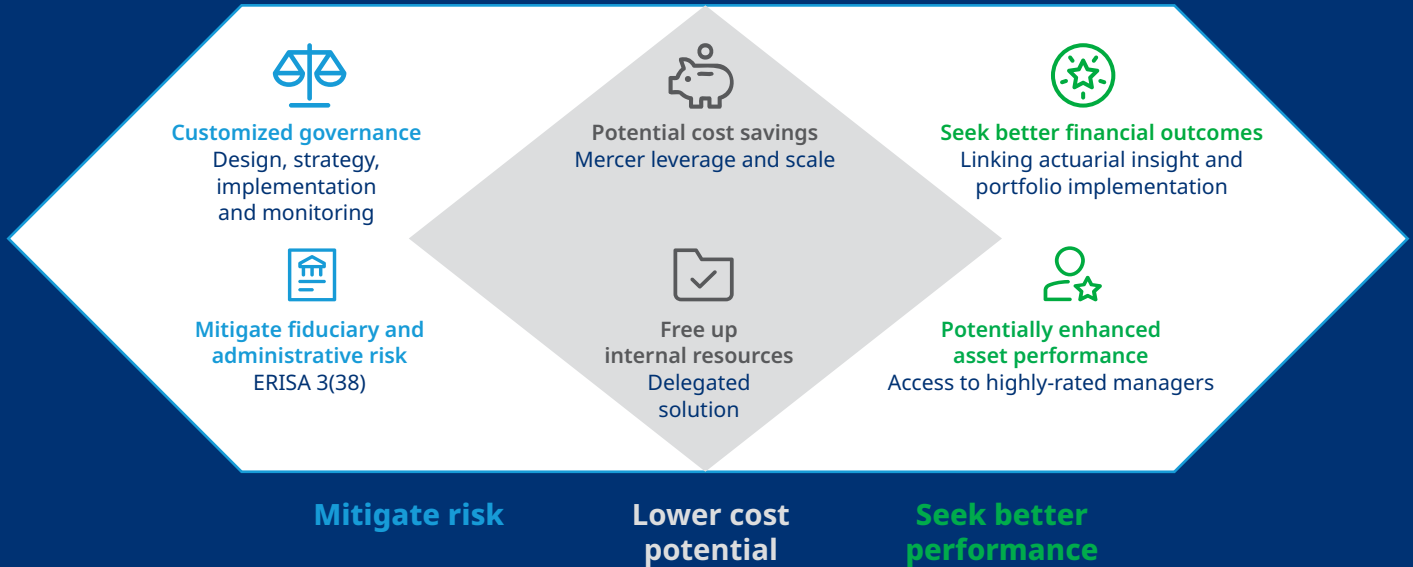 Customized governance
Design, strategy,
implementation
and monitoring
Mitigate fiduciary and
administrative risk
ERISA 3(38)
Potential cost savings
Mercer leverage and scale
Free up
internal resources
Delegated
solution
Seek better financial outcomes
Linking actuarial insight and
portfolio implementation
Potentially enhanced
asset performance
Access to highly-rated managers
Mitigate risk
Lower cost
potential
Seek better
performance